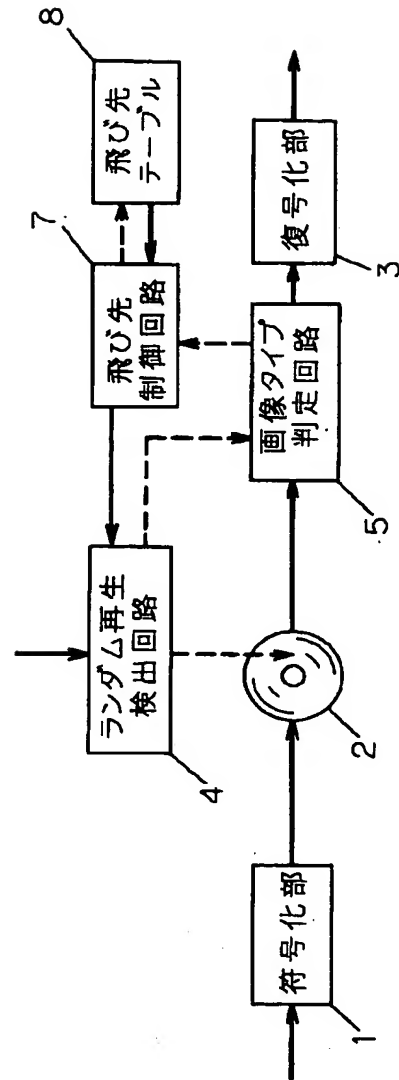 8
飛び先
テーブル
7
飛び先
制御回路
ランダム再生
検出回路
4
画像タイプ
判定回路
5
復号化部
3
2
符号化部
1